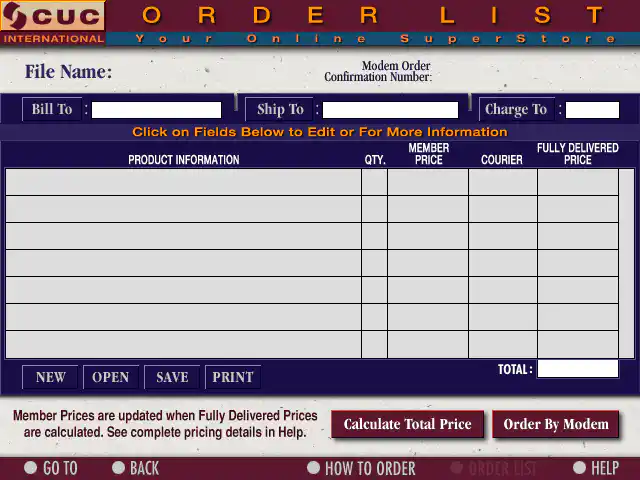 CUC
INTERNATIONAL
ORDER LIST
Your Online SuperStore
File Name:
Modem Order
Confirmation Number:
Bill To : Ship To : Charge To :
Click on Fields Below to Edit or For More Information
PRODUCT INFORMATION QTY. MEMBER PRICE COURIER FULLY DELIVERED PRICE
NEW OPEN SAVE PRINT TOTAL:
Member Prices are updated when Fully Delivered Prices
are calculated. See complete pricing details in Help.
Calculate Total Price Order By Modem
GO TO BACK HOW TO ORDER ORDER LIST HELP